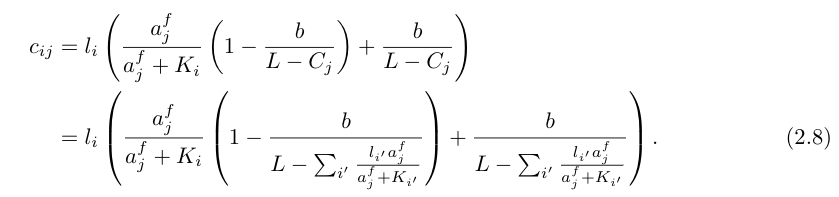 c_{ij} = l_i \left( \frac{a_j^f}{a_j^f + K_i} \left( 1 - \frac{b}{L - C_j} \right) + \frac{b}{L - C_j} \right)
= l_i \left( \frac{a_j^f}{a_j^f + K_i} \left( 1 - \frac{b}{L - \sum_{i'} \frac{l_{i'} a_j^f}{a_j^f + K_{i'}}} \right) + \frac{b}{L - \sum_{i'} \frac{l_{i'} a_j^f}{a_j^f + K_{i'}}} \right) . (2.8)